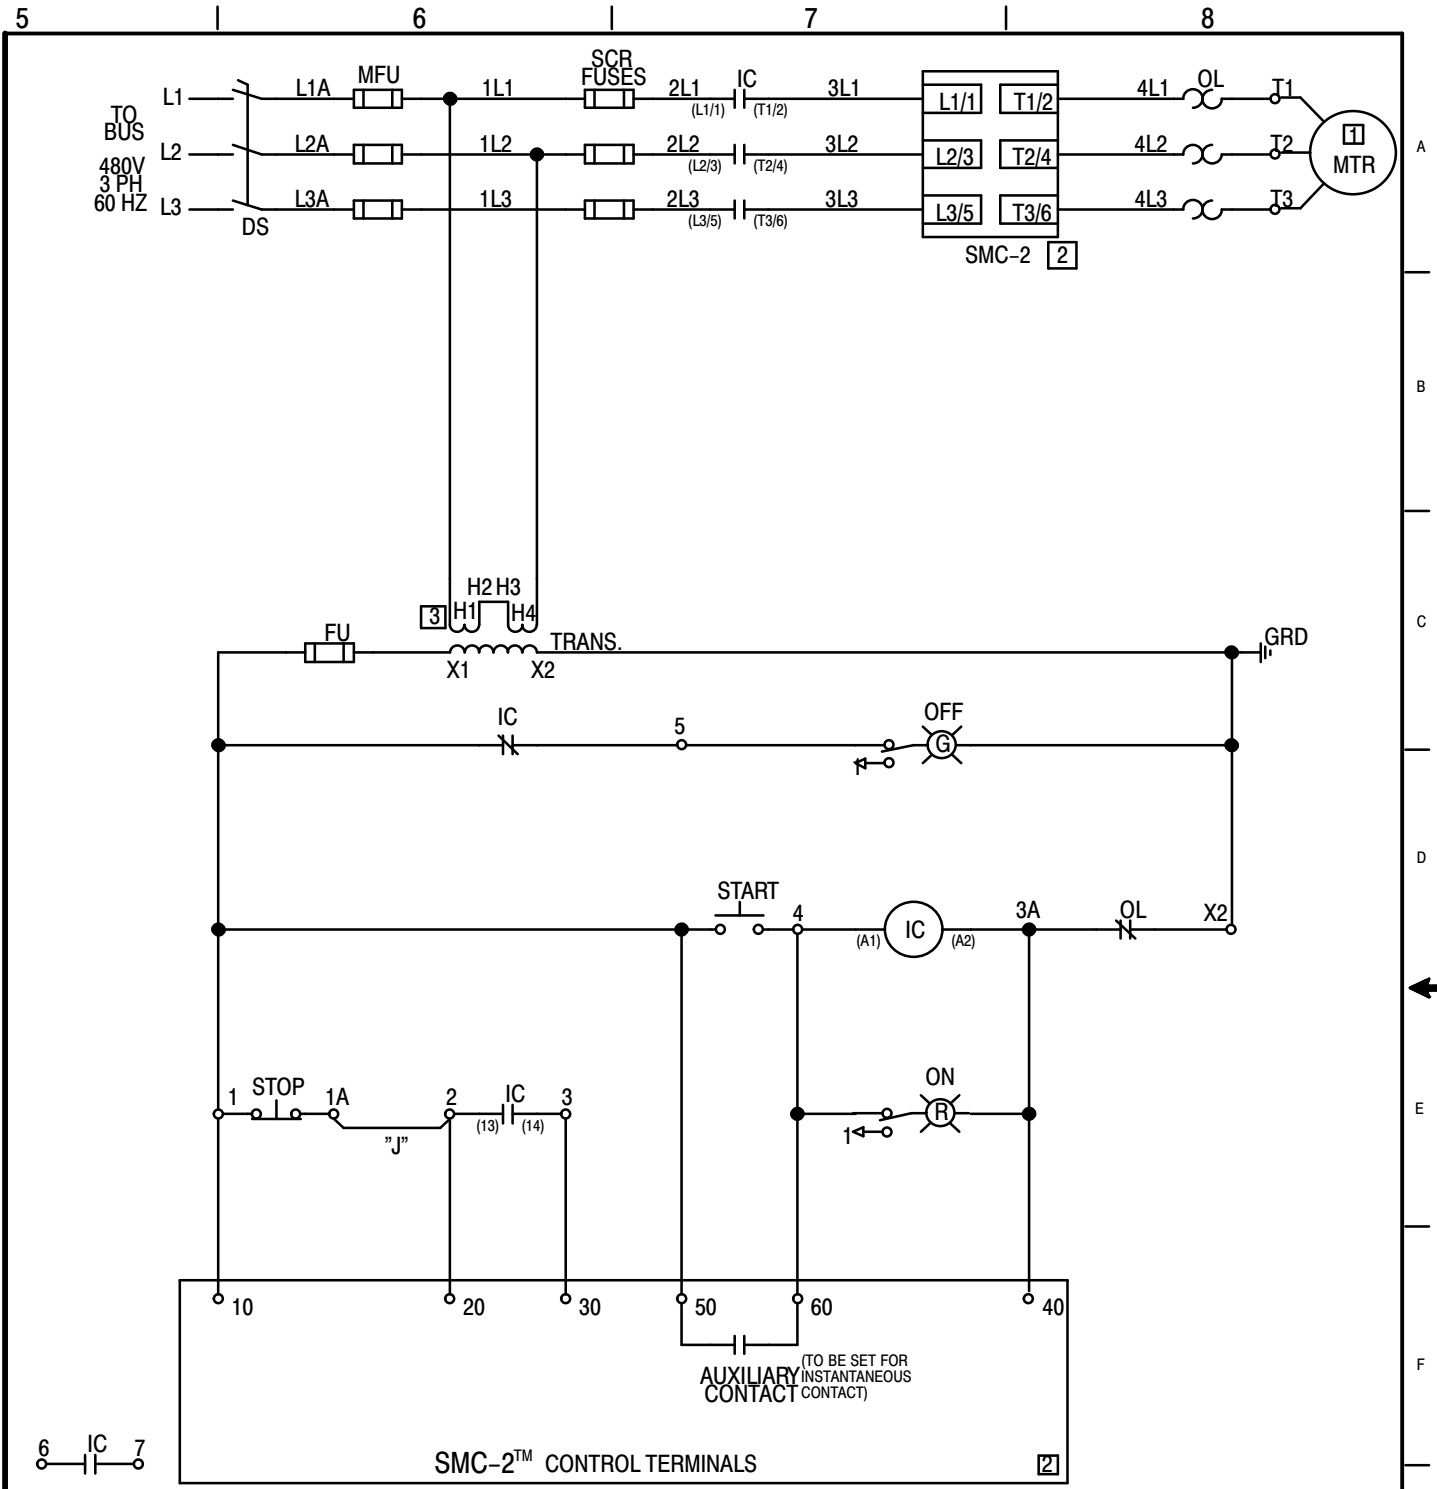 5 6 7 8
L1 L1A MFU 1L1 SCR FUSES 2L1 IC 3L1 L1/1 T1/2 4L1 OL T1
(L1/1) (T1/2)
TO BUS
L2 L2A 1L2 2L2 3L2 L2/3 T2/4 4L2 T2
(L2/3) (T2/4)
1
MTR
A
480V
3 PH
60 HZ
L3 L3A 1L3 2L3 3L3 L3/5 T3/6 4L3 T3
(L3/5) (T3/6)
DS
SMC-2 2
B
H2 H3
3 H1 H4
C
FU
TRANS.
GRD
X1 X2
IC 5 OFF
G
D
START
4 3A OL X2
(A1) IC (A2)
ON
1 STOP 1A 2 IC 3
(13) (14)
R
E
1
"J"
10 20 30 50 60 40
AUXILIARY
CONTACT
(TO BE SET FOR
INSTANTANEOUS
CONTACT)
F
6 IC 7
SMC-2™ CONTROL TERMINALS 2